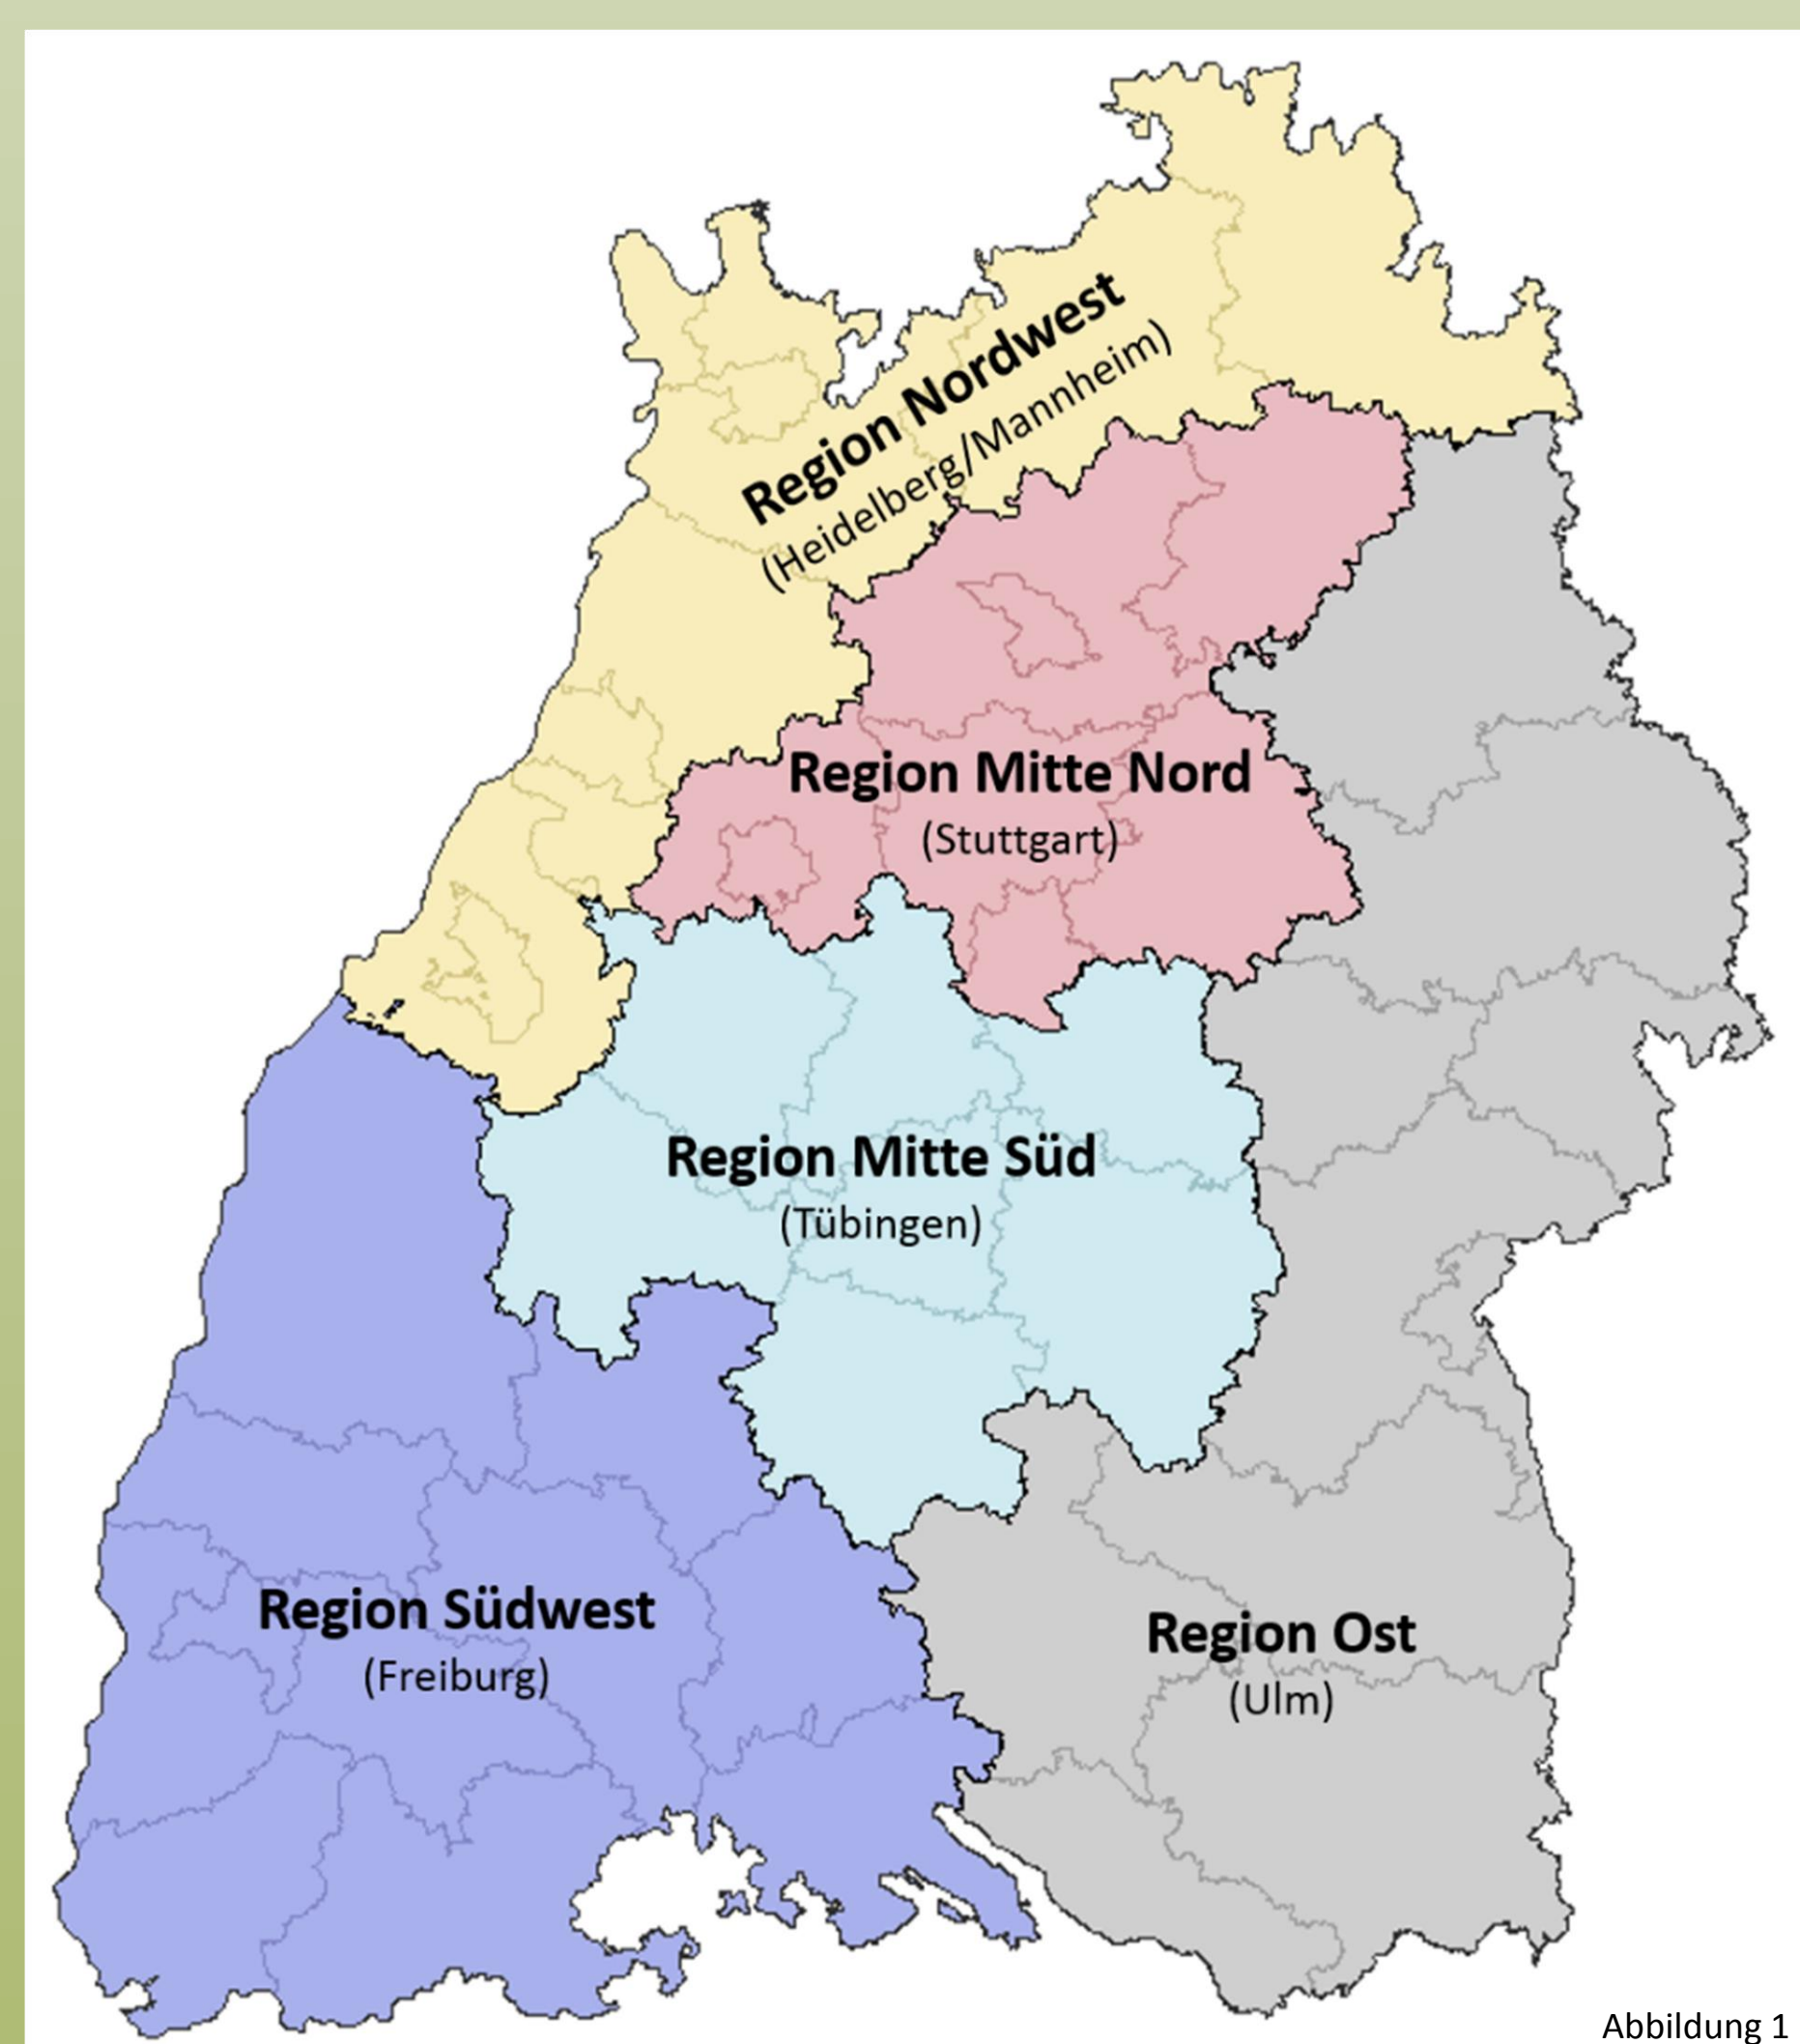 Region Nordwest
(Heidelberg/Mannheim)
Region Mitte Nord
(Stuttgart)
Region Mitte Süd
(Tübingen)
Region Südwest
(Freiburg)
Region Ost
(Ulm)
Abbildung 1